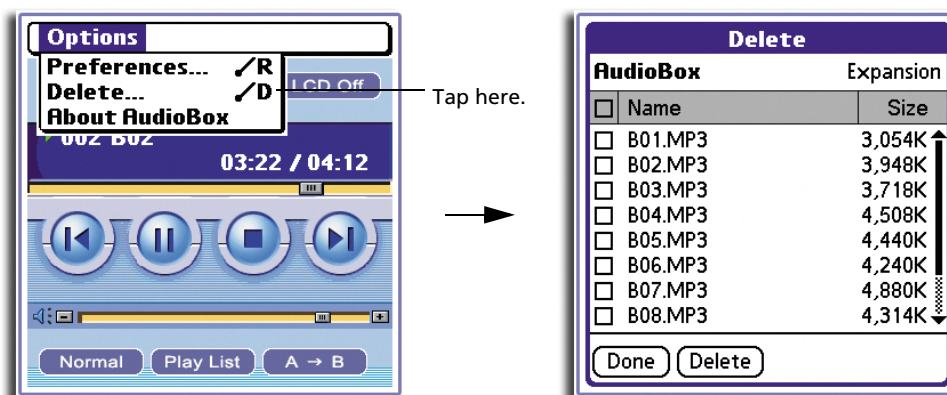 Options
Preferences... /R
Delete... /D
About AudioBox
LCD Off
Tap here.
002 B02
03:22 / 04:12
Normal
Play List
A → B
Delete
AudioBox Expansion
Name Size
B01.MP3 3,054K
B02.MP3 3,948K
B03.MP3 3,718K
B04.MP3 4,508K
B05.MP3 4,440K
B06.MP3 4,240K
B07.MP3 4,880K
B08.MP3 4,314K
Done Delete